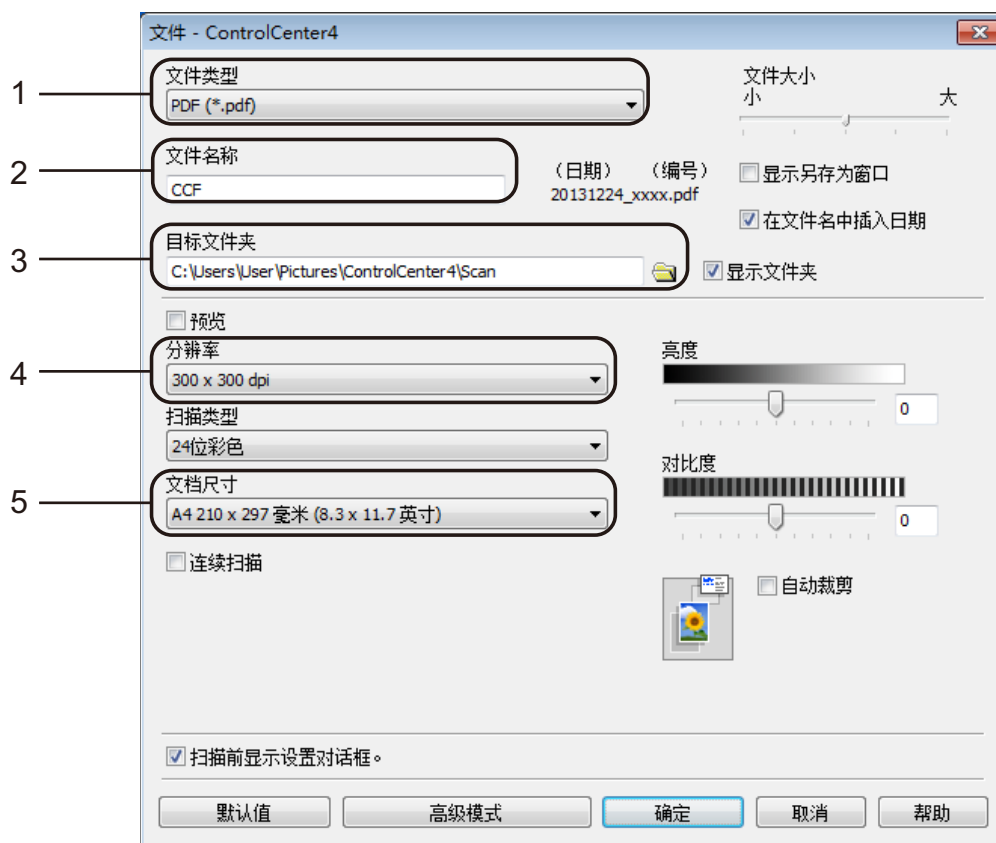 文件 - ControlCenter4
1
文件类型
PDF (*.pdf)
文件大小
小 大
2
文件名称
CCF
（日期） （编号）
20131224_xxxx.pdf
显示另存为窗口
在文件名中插入日期
3
目标文件夹
C:\Users\User\Pictures\ControlCenter4\Scan
显示文件夹
预览
4
分辨率
300 x 300 dpi
亮度
0
扫描类型
24位彩色
对比度
0
5
文档尺寸
A4 210 x 297 毫米 (8.3 x 11.7 英寸)
连续扫描
自动裁剪
扫描前显示设置对话框。
默认值 高级模式 确定 取消 帮助